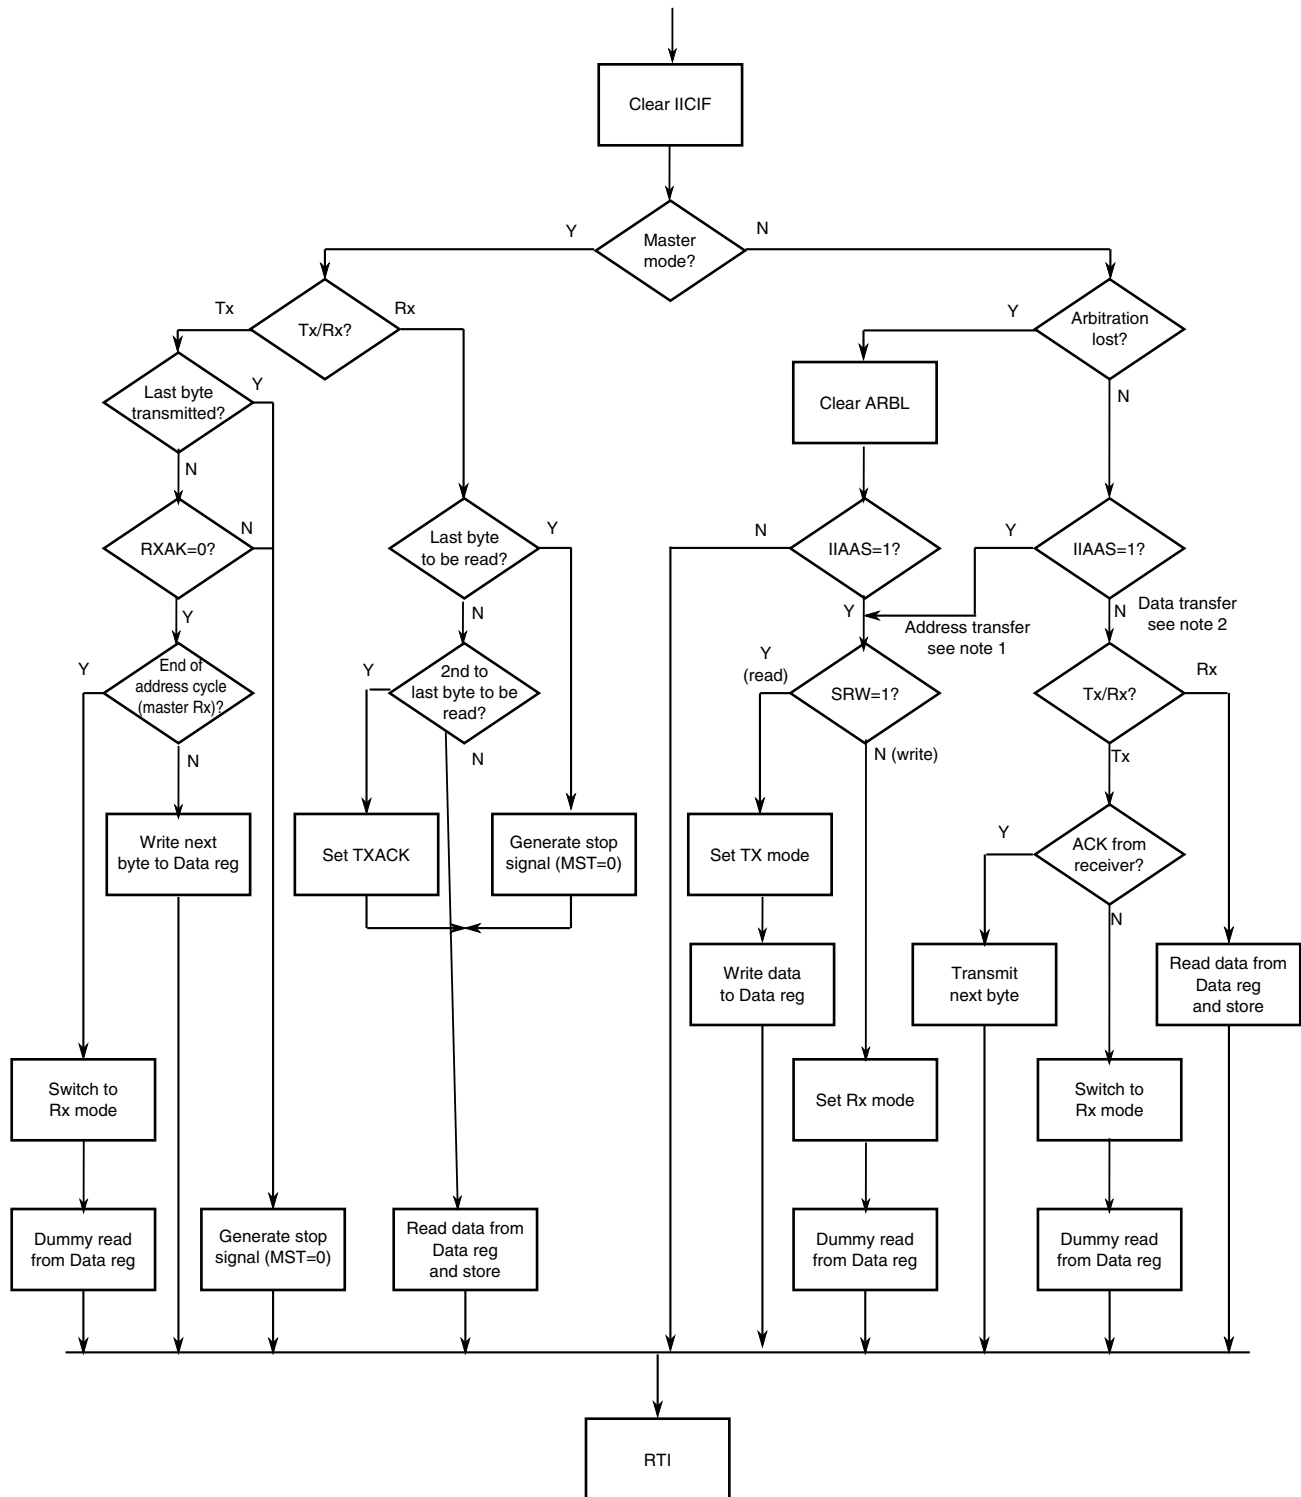 Clear IICIF
Master
mode?
Y
N
Tx/Rx?
Tx
Rx
Arbitration
lost?
Y
N
Last byte
transmitted?
Y
N
Clear ARBL
RXAK=0?
N
Y
Last byte
to be read?
Y
N
IIAAS=1?
N
Y
IIAAS=1?
Y
N
Address transfer
see note 1
Data transfer
see note 2
End of
address cycle
(master Rx)?
Y
N
2nd to
last byte to be
read?
Y
N
SRW=1?
Y
(read)
N (write)
Tx/Rx?
Rx
Tx
Write next
byte to Data reg
Set TXACK
Generate stop
signal (MST=0)
Set TX mode
ACK from
receiver?
Y
N
Write data
to Data reg
Transmit
next byte
Read data from
Data reg
and store
Switch to
Rx mode
Set Rx mode
Switch to
Rx mode
Dummy read
from Data reg
Generate stop
signal (MST=0)
Read data from
Data reg
and store
Dummy read
from Data reg
Dummy read
from Data reg
RTI